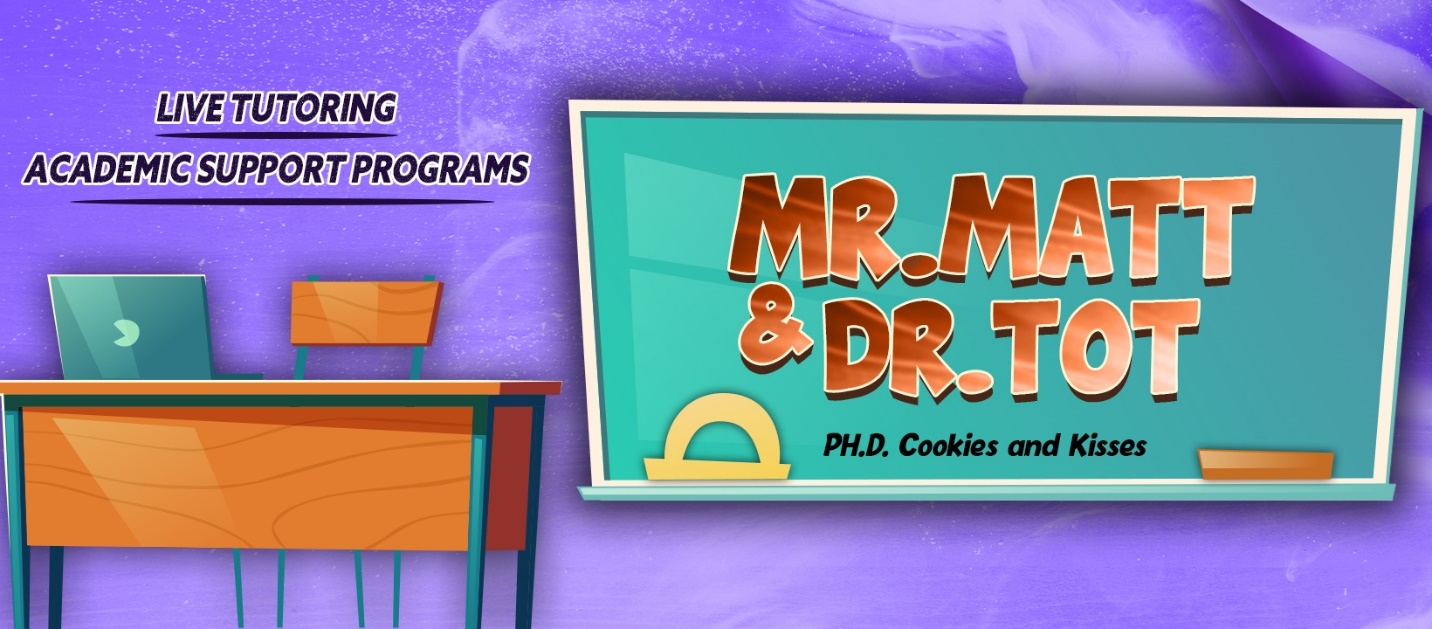 LIVE TUTORING
ACADEMIC SUPPORT PROGRAMS
MR.MATT
& DR.TOT
PH.D. Cookies and Kisses